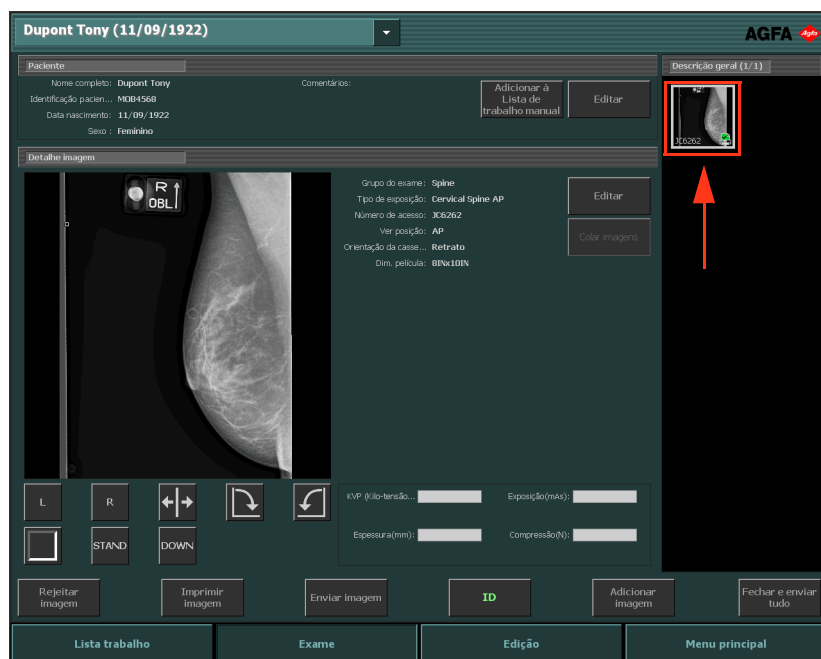 Dupont Tony (11/09/1922)
AGFA
Agfa
Paciente
Descrição geral (1/1)
Nome completo: Dupont Tony
Comentários:
Adicionar à
Lista de
trabalho manual
Editar
Identificação pacien... MOB4568
Data nascimento: 11/09/1922
Sexo : Feminino
JC6262
Detalhe imagem
R
OBL
Grupo do exame: Spine
Editar
Tipo de exposição: Cervical Spine AP
Número de acesso: JC6262
Ver posição: AP
Colar imagens
Orientação da casse... Retrato
Dim. película: 8INx10IN
L
R
KVP (Kilo-tensão...
Exposição(mAs):
STAND
DOWN
Espessura(mm):
Compressão(N):
Rejeitar
imagem
Imprimir
imagem
Enviar imagem
ID
Adicionar
imagem
Fechar e enviar
tudo
Lista trabalho
Exame
Edição
Menu principal